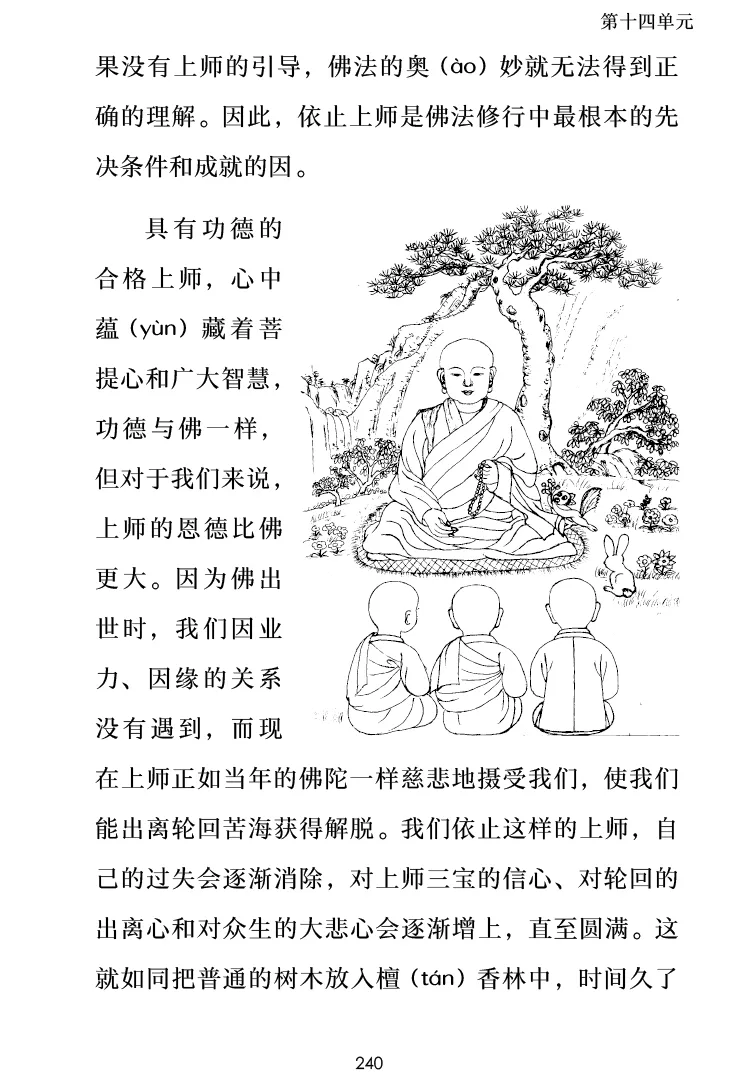 第十四单元
果没有上师的引导，佛法的奥（ào）妙就无法得到正
确的理解。因此，依止上师是佛法修行中最根本的先
决条件和成就的因。
具有功德的
合格上师，心中
蕴（yùn）藏着菩
提心和广大智慧，
功德与佛一样，
但对于我们来说，
上师的恩德比佛
更大。因为佛出
世时，我们因业
力、因缘的关系
没有遇到，而现
在上师正如当年的佛陀一样慈悲地摄受我们，使我们
能出离轮回苦海获得解脱。我们依止这样的上师，自
己的过失会逐渐消除，对上师三宝的信心、对轮回的
出离心和对众生的大悲心会逐渐增上，直至圆满。这
就如同把普通的树木放入檀（tán）香林中，时间久了
240